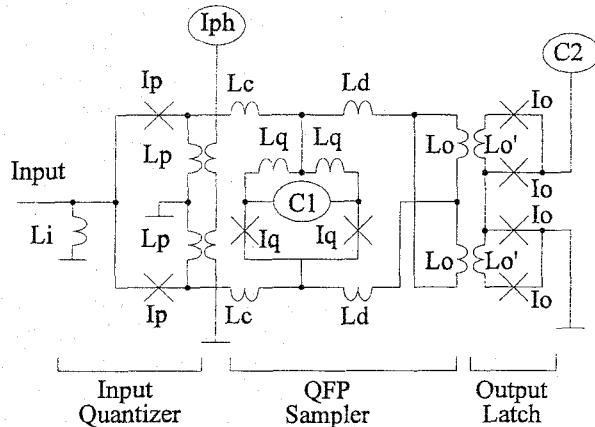 Iph
C2
Ip
Lc
Ld
Io
Lq
Lq
Lp
Lo
Lo'
Input
C1
Io
Io
Li
Lp
Iq
Iq
Lo
Lo'
Io
Ip
Lc
Ld
Input
Quantizer
QFP
Sampler
Output
Latch